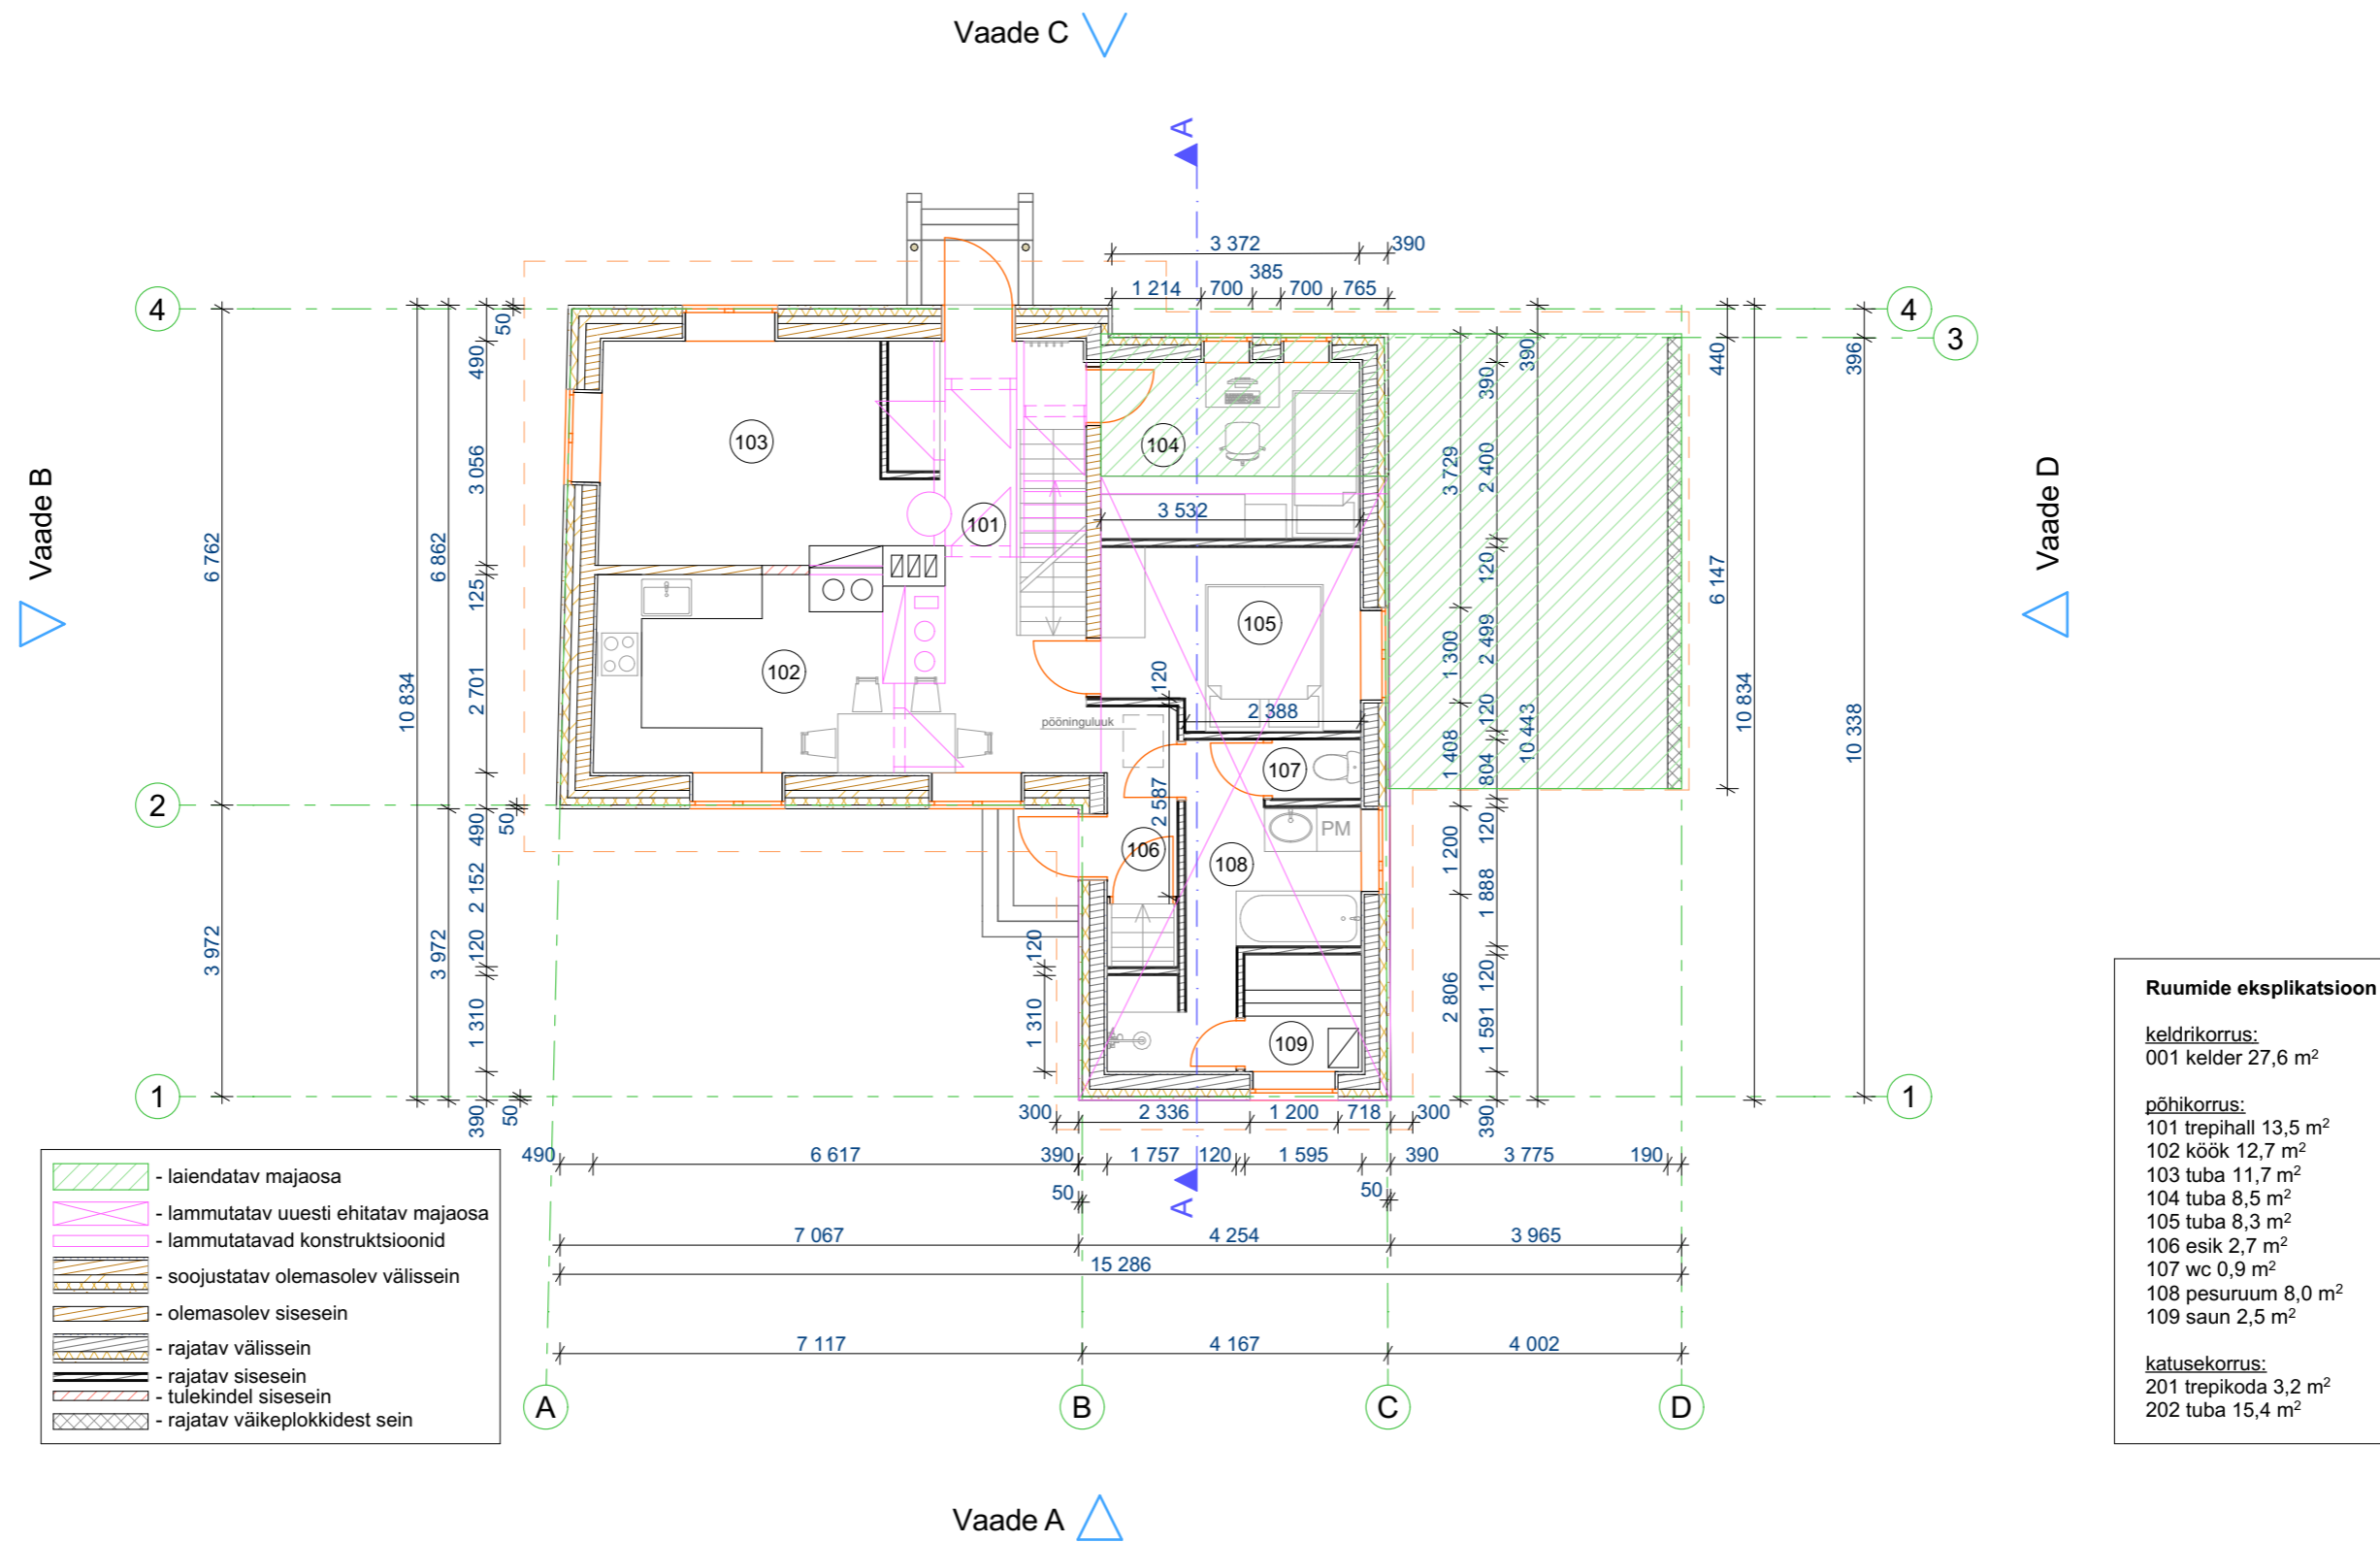 Vaade C
A
3 372
390
385
1 214
700
700
765
4
4
3
50
490
390
390
440
396
103
104
3 056
3 729
2 400
Vaade B
Vaade D
6 762
6 862
101
3 532
10 834
125
120
6 147
105
1 300
2 499
102
2 701
120
pööninguluuk
2 388
120
10 443
10 834
10 338
1 408
107
804
2
50
490
2 587
106
108
PM
1 200
120
2 152
1 888
3 972
3 972
120
120
120
2 806
1 310
1 310
109
1 591
1
1
390
50
390
300
2 336
1 200
718
300
490
6 617
390
1 757
120
1 595
390
3 775
190
50
A
50
7 067
4 254
3 965
15 286
7 117
4 167
4 002
A
B
C
D
- laiendatav majaosa
- lammutatav uuesti ehitatav majaosa
- lammutatavad konstruktsioonid
- soojustatav olemasolev välissein
- olemasolev sisesein
- rajatav välissein
- rajatav sisesein
- tulekindel sisesein
- rajatav väikeplokkidest sein
Ruumide eksplikatsioon
keldrikorrus:
001 kelder 27,6 m²
põhikorrus:
101 trepihall 13,5 m²
102 köök 12,7 m²
103 tuba 11,7 m²
104 tuba 8,5 m²
105 tuba 8,3 m²
106 esik 2,7 m²
107 wc 0,9 m²
108 pesuruum 8,0 m²
109 saun 2,5 m²
katusekorrus:
201 trepikoda 3,2 m²
202 tuba 15,4 m²
Vaade A